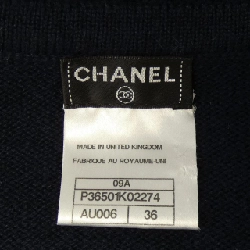 CHANEL
MADE IN UNITED KINGDOM
FABRIQUE AU ROYAUME-UNI
09A
P36501K02274
AU006 36